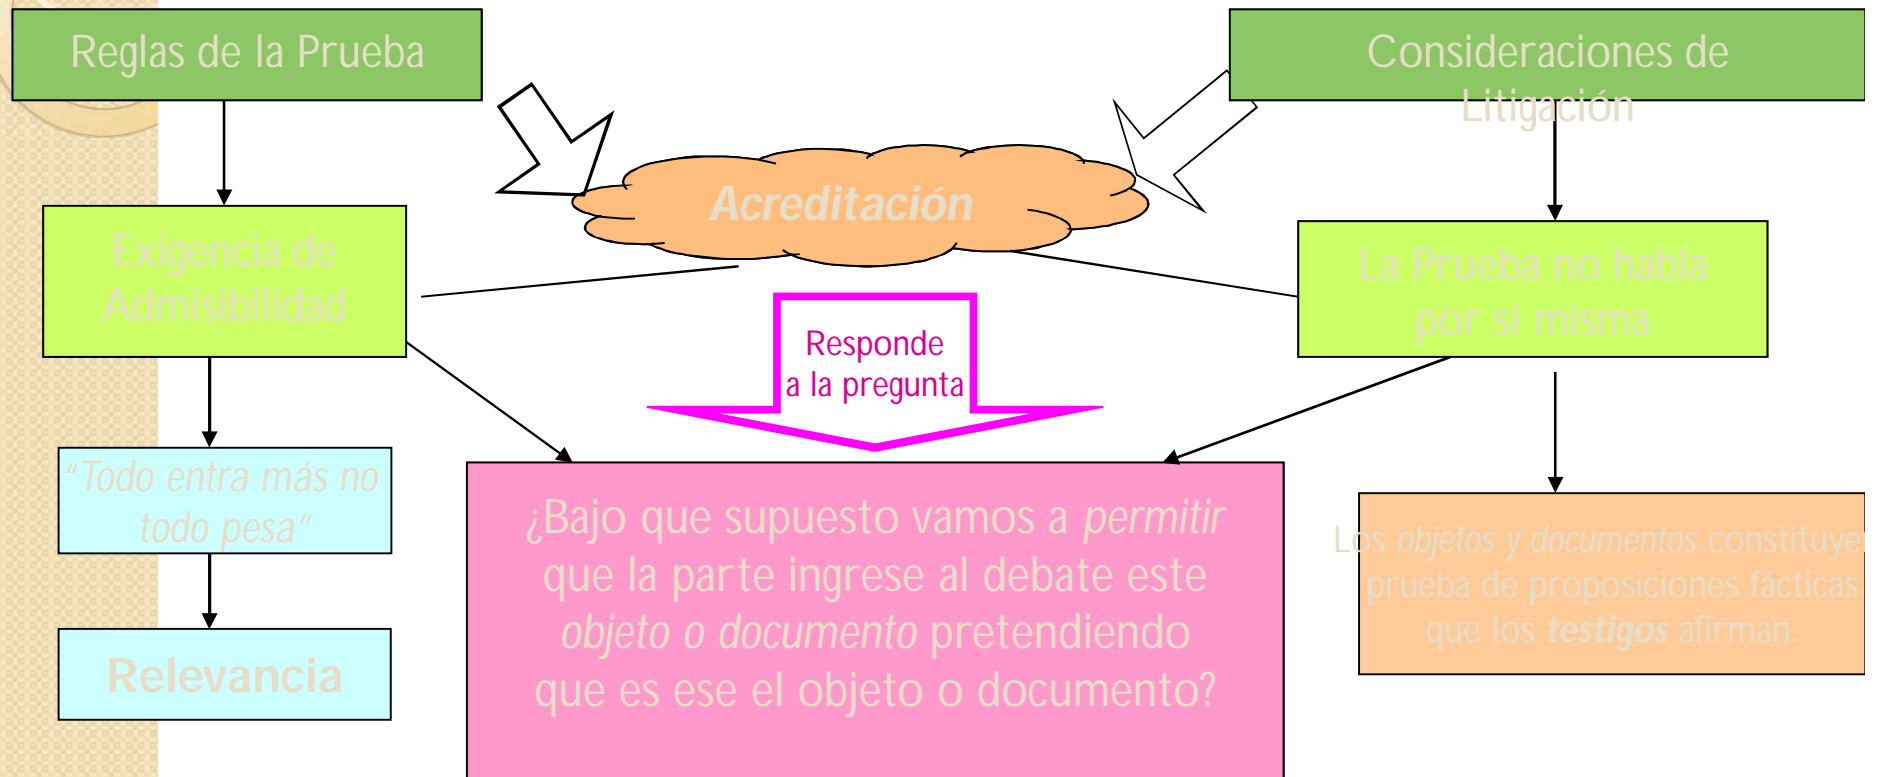 Reglas de la Prueba
Consideraciones de
Litigación
Acreditación
Exigencia de
Admisibilidad
La Prueba no habla
por sí misma
Responde
a la pregunta
“Todo entra más no
todo pesa”
Relevancia
¿Bajo que supuesto vamos a permitir
que la parte ingrese al debate este
objeto o documento pretendiendo
que es ese el objeto o documento?
Los objetos y documentos constituye
prueba de proposiciones fácticas
que los testigos afirman.